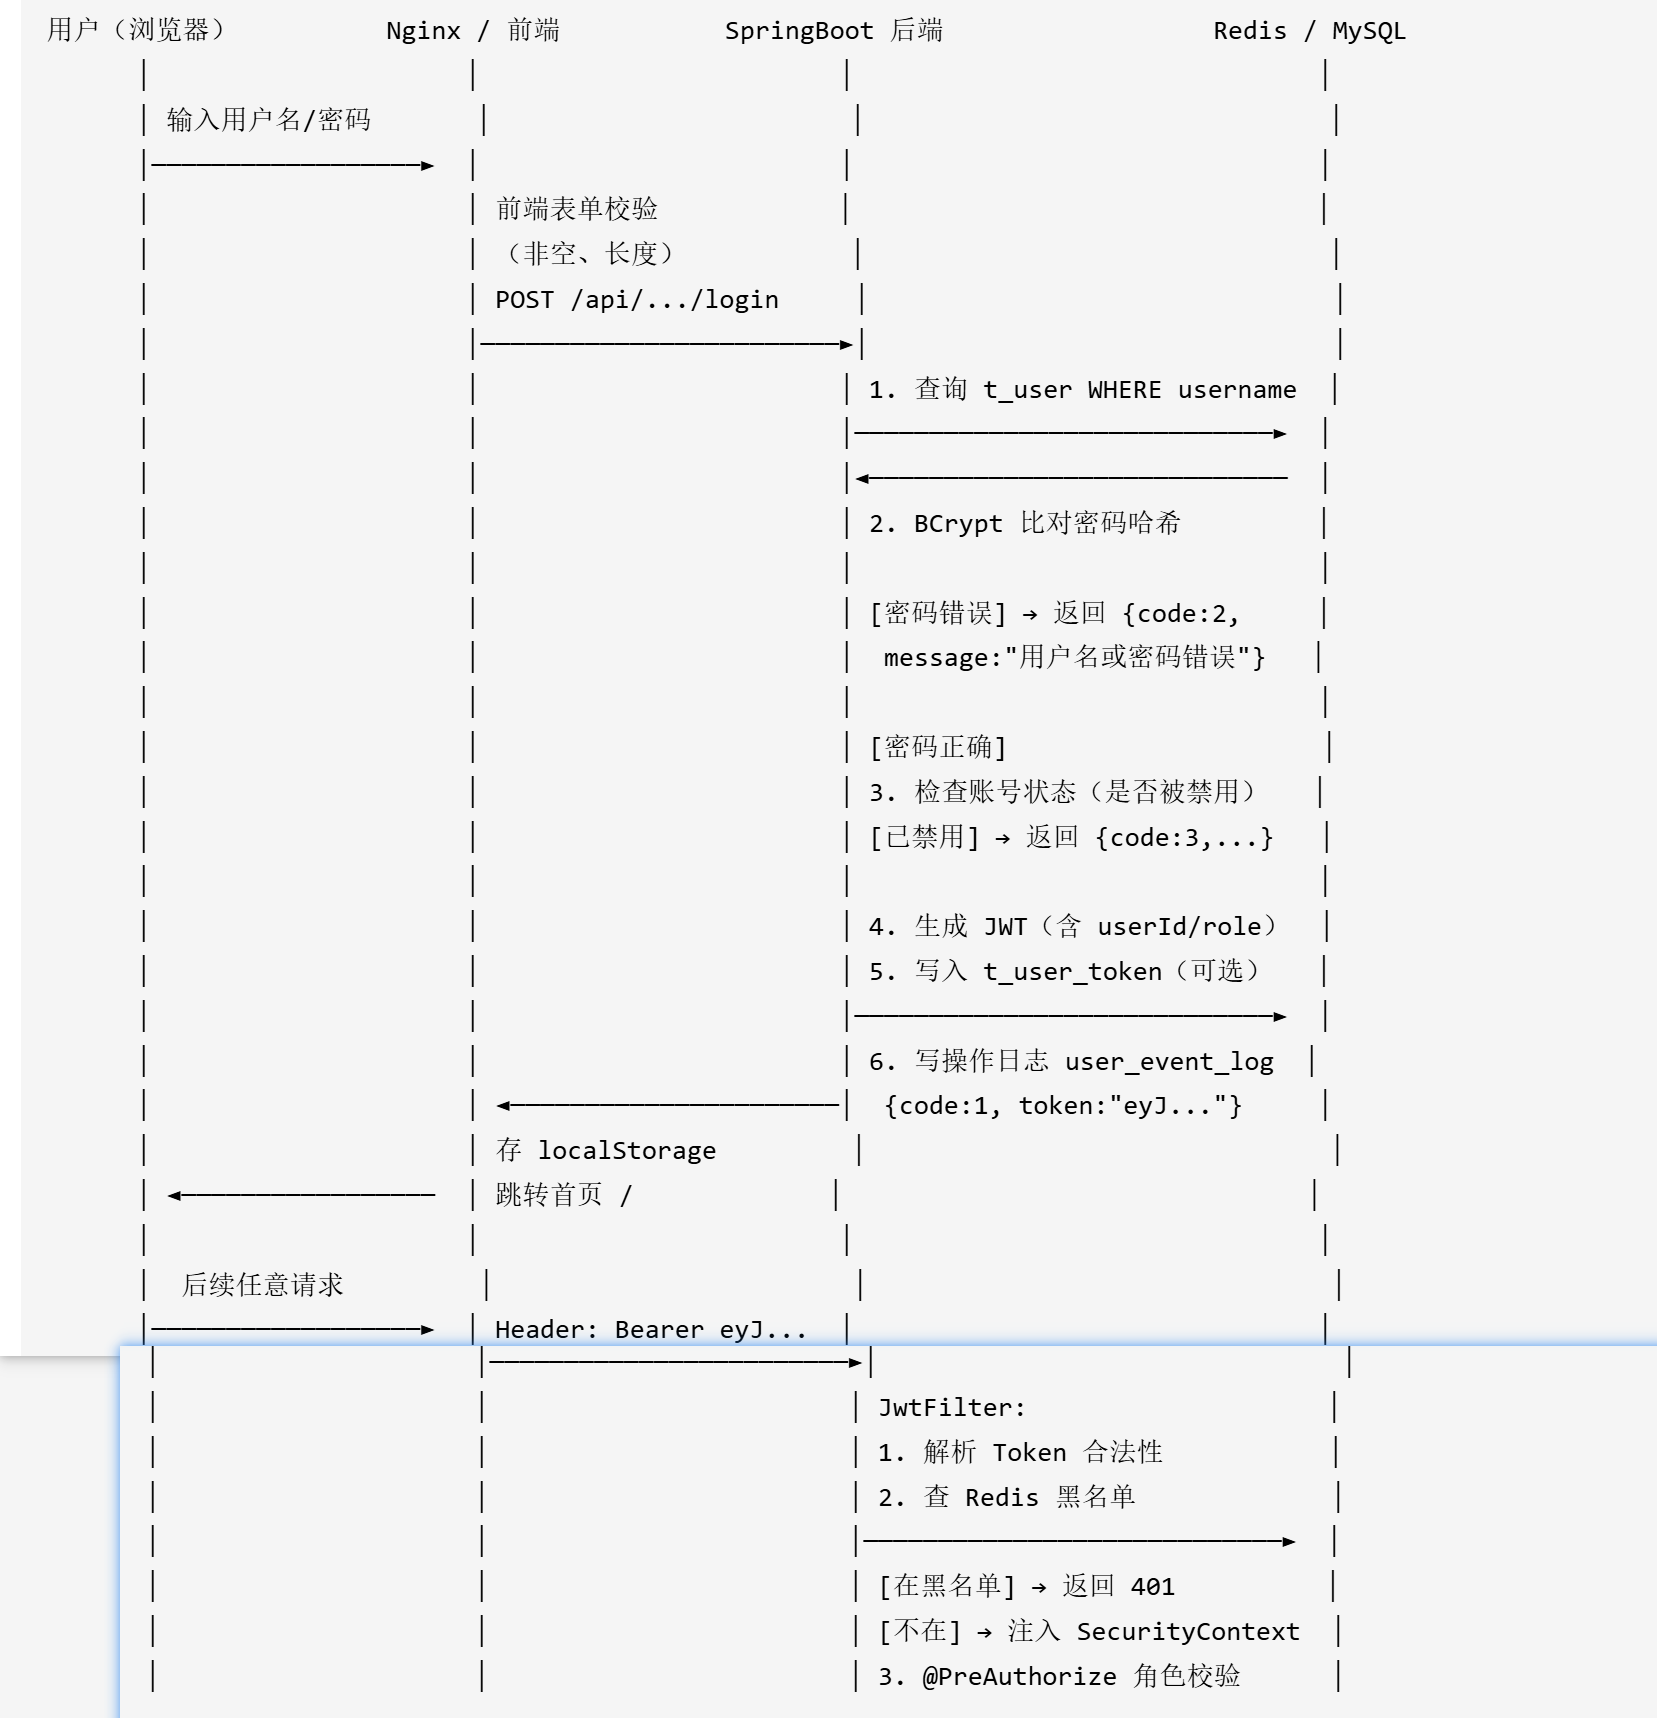 用户（浏览器） Nginx / 前端 SpringBoot 后端 Redis / MySQL
输入用户名/密码
前端表单校验
（非空、长度）
POST /api/.../login
1. 查询 t_user WHERE username
2. BCrypt 比对密码哈希
[密码错误] → 返回 {code:2,
message:"用户名或密码错误"}
[密码正确]
3. 检查账号状态（是否被禁用）
[已禁用] → 返回 {code:3,...}
4. 生成 JWT（含 userId/role）
5. 写入 t_user_token（可选）
6. 写操作日志 user_event_log
{code:1, token:"eyJ..."}
存 localStorage
跳转首页 /
后续任意请求
Header: Bearer eyJ...
JwtFilter:
1. 解析 Token 合法性
2. 查 Redis 黑名单
[在黑名单] → 返回 401
[不在] → 注入 SecurityContext
3. @PreAuthorize 角色校验